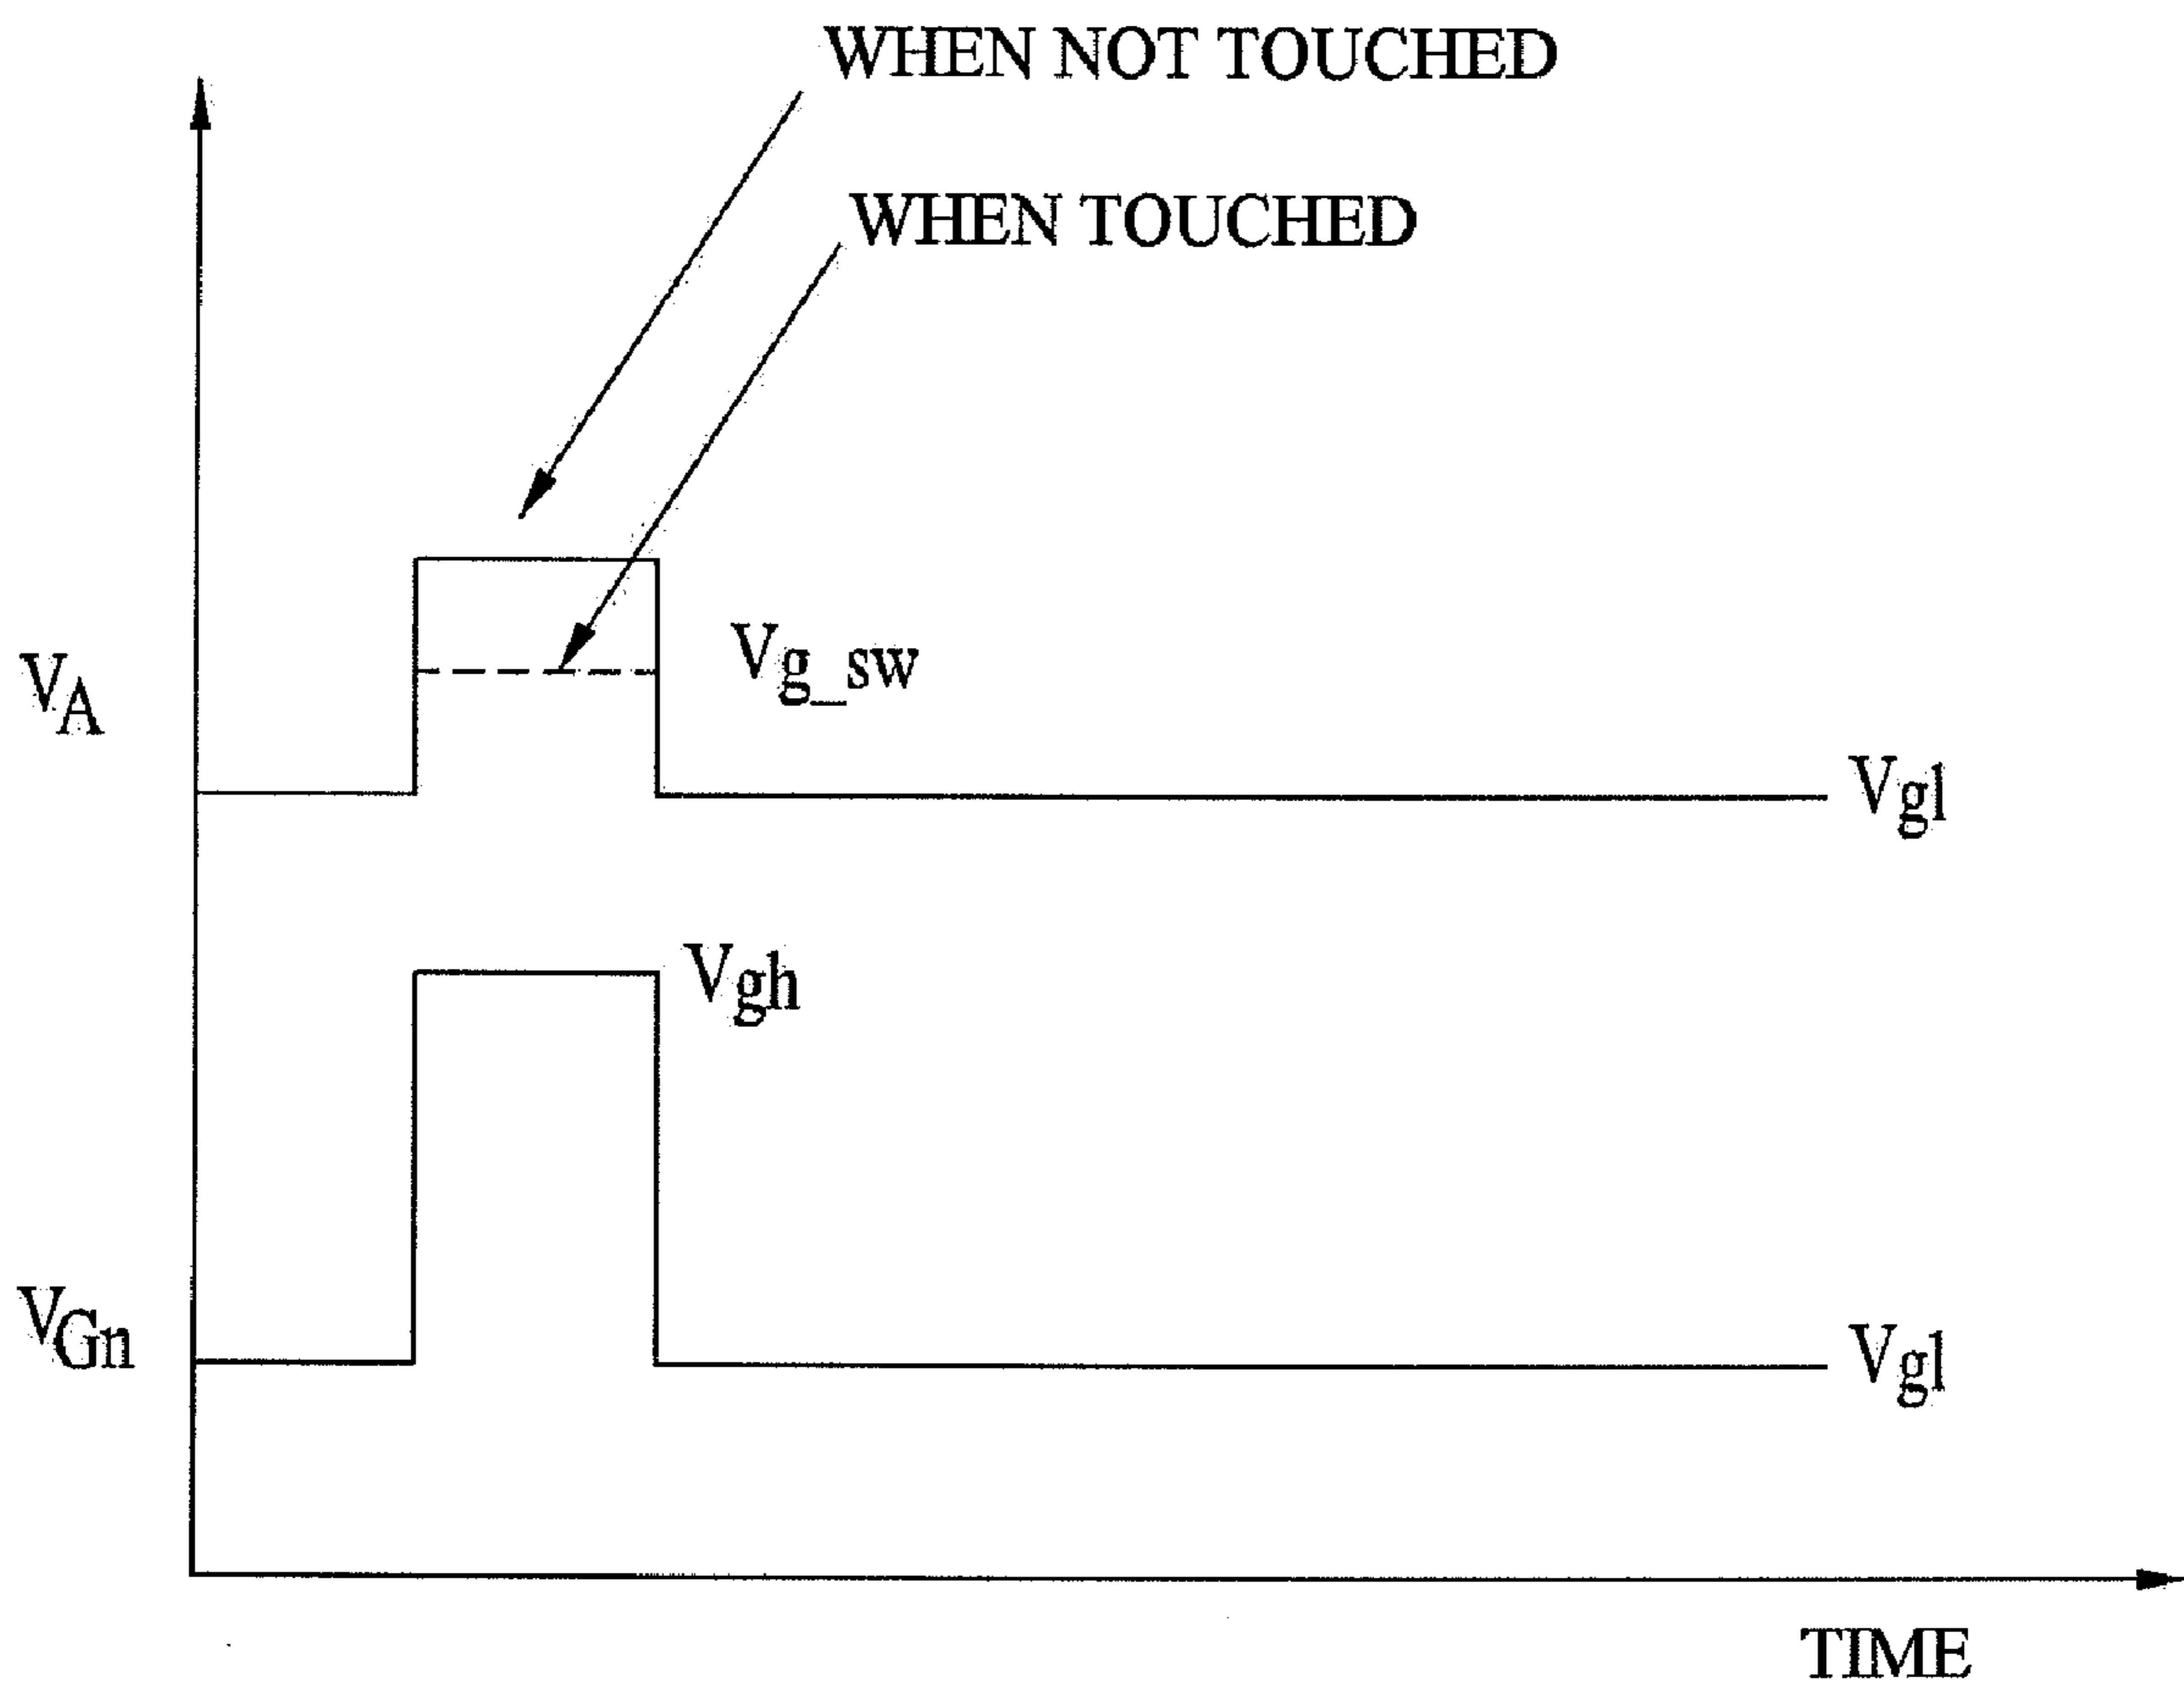 WHEN NOT TOUCHED
WHEN TOUCHED
Vg_sw
VA
Vgl
Vgh
VGn
Vgl
TIME